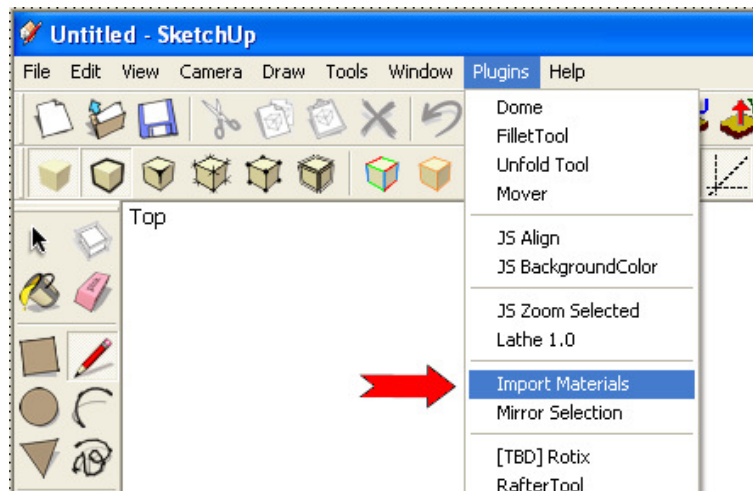 Untitled - SketchUp
File Edit View Camera Draw Tools Window Plugins Help
Dome
FilletTool
Unfold Tool
Mover
Top
JS Align
JS BackgroundColor
JS Zoom Selected
Lathe 1.0
Import Materials
Mirror Selection
[TBD] Rotix
RafterTool